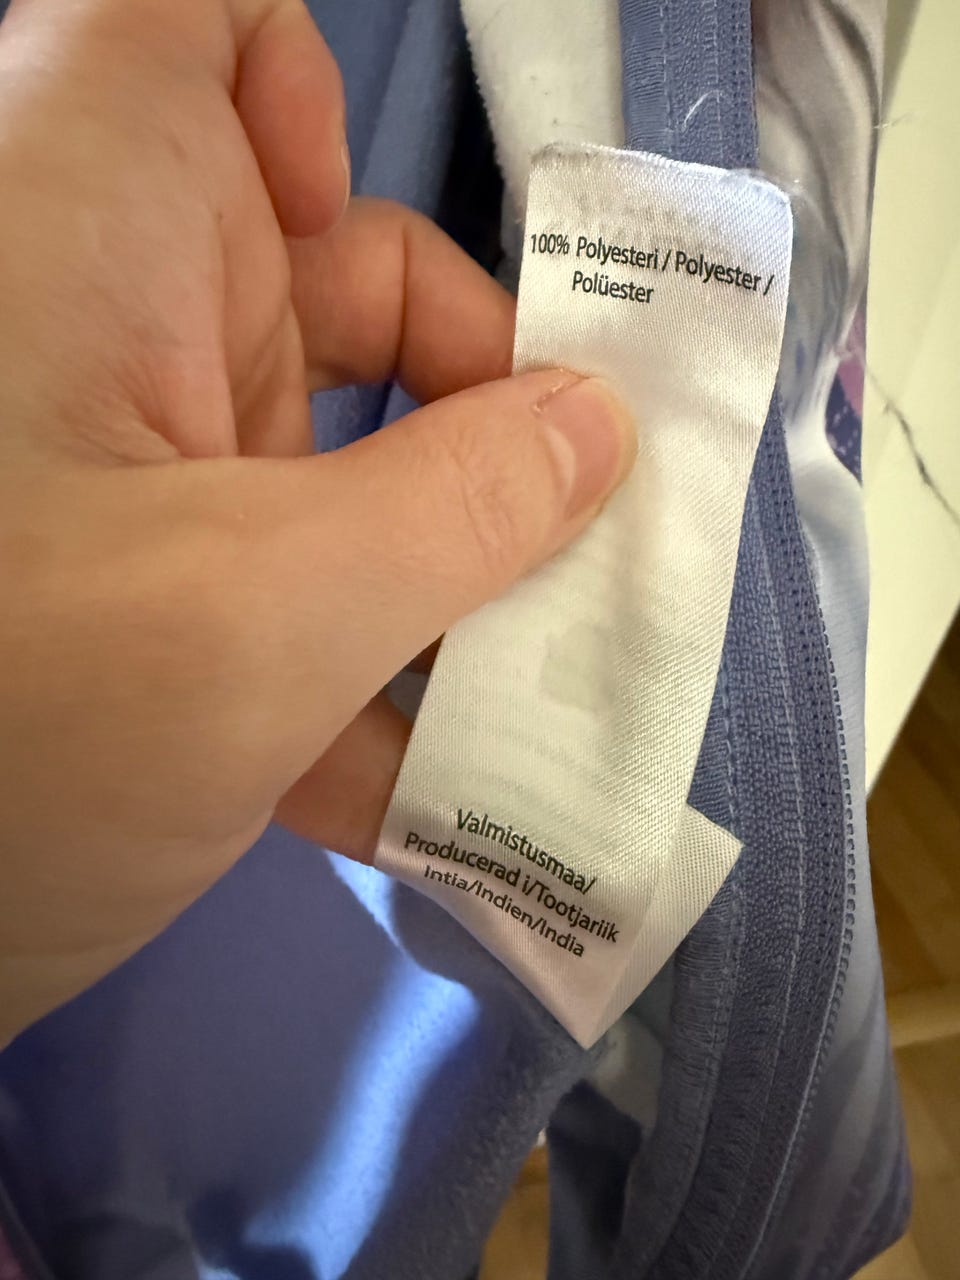 100% Polyesteri / Polyester /
Polüester
Valmistusmaa/
Producerad i/Tootjariik
Intia/Indien/India